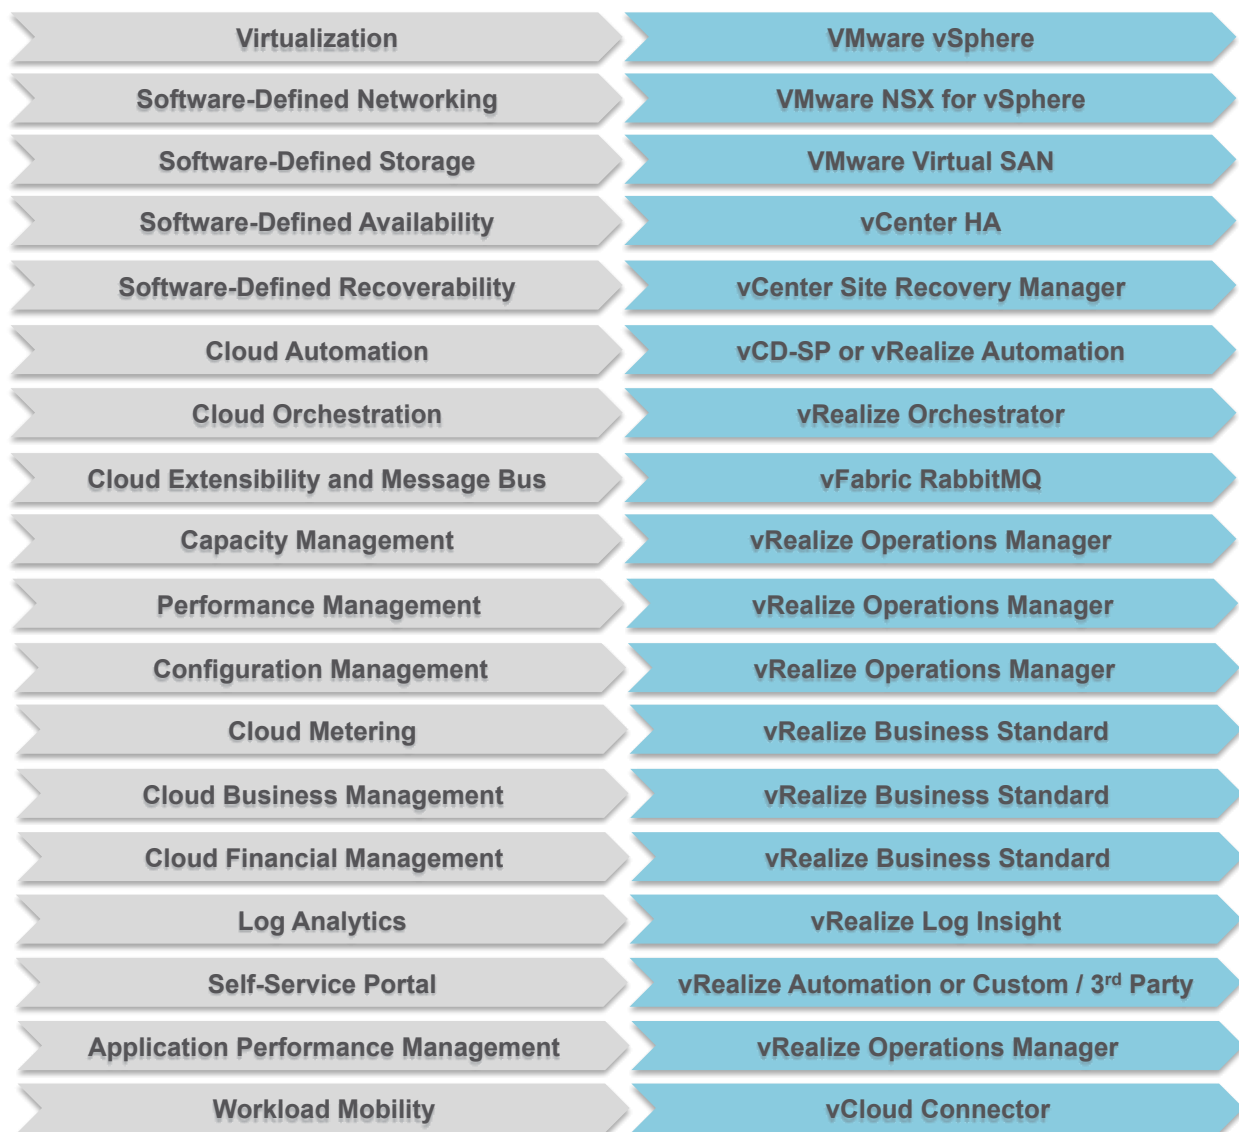 Virtualization VMware vSphere
Software-Defined Networking VMware NSX for vSphere
Software-Defined Storage VMware Virtual SAN
Software-Defined Availability vCenter HA
Software-Defined Recoverability vCenter Site Recovery Manager
Cloud Automation vCD-SP or vRealize Automation
Cloud Orchestration vRealize Orchestrator
Cloud Extensibility and Message Bus vFabric RabbitMQ
Capacity Management vRealize Operations Manager
Performance Management vRealize Operations Manager
Configuration Management vRealize Operations Manager
Cloud Metering vRealize Business Standard
Cloud Business Management vRealize Business Standard
Cloud Financial Management vRealize Business Standard
Log Analytics vRealize Log Insight
Self-Service Portal vRealize Automation or Custom / 3rd Party
Application Performance Management vRealize Operations Manager
Workload Mobility vCloud Connector